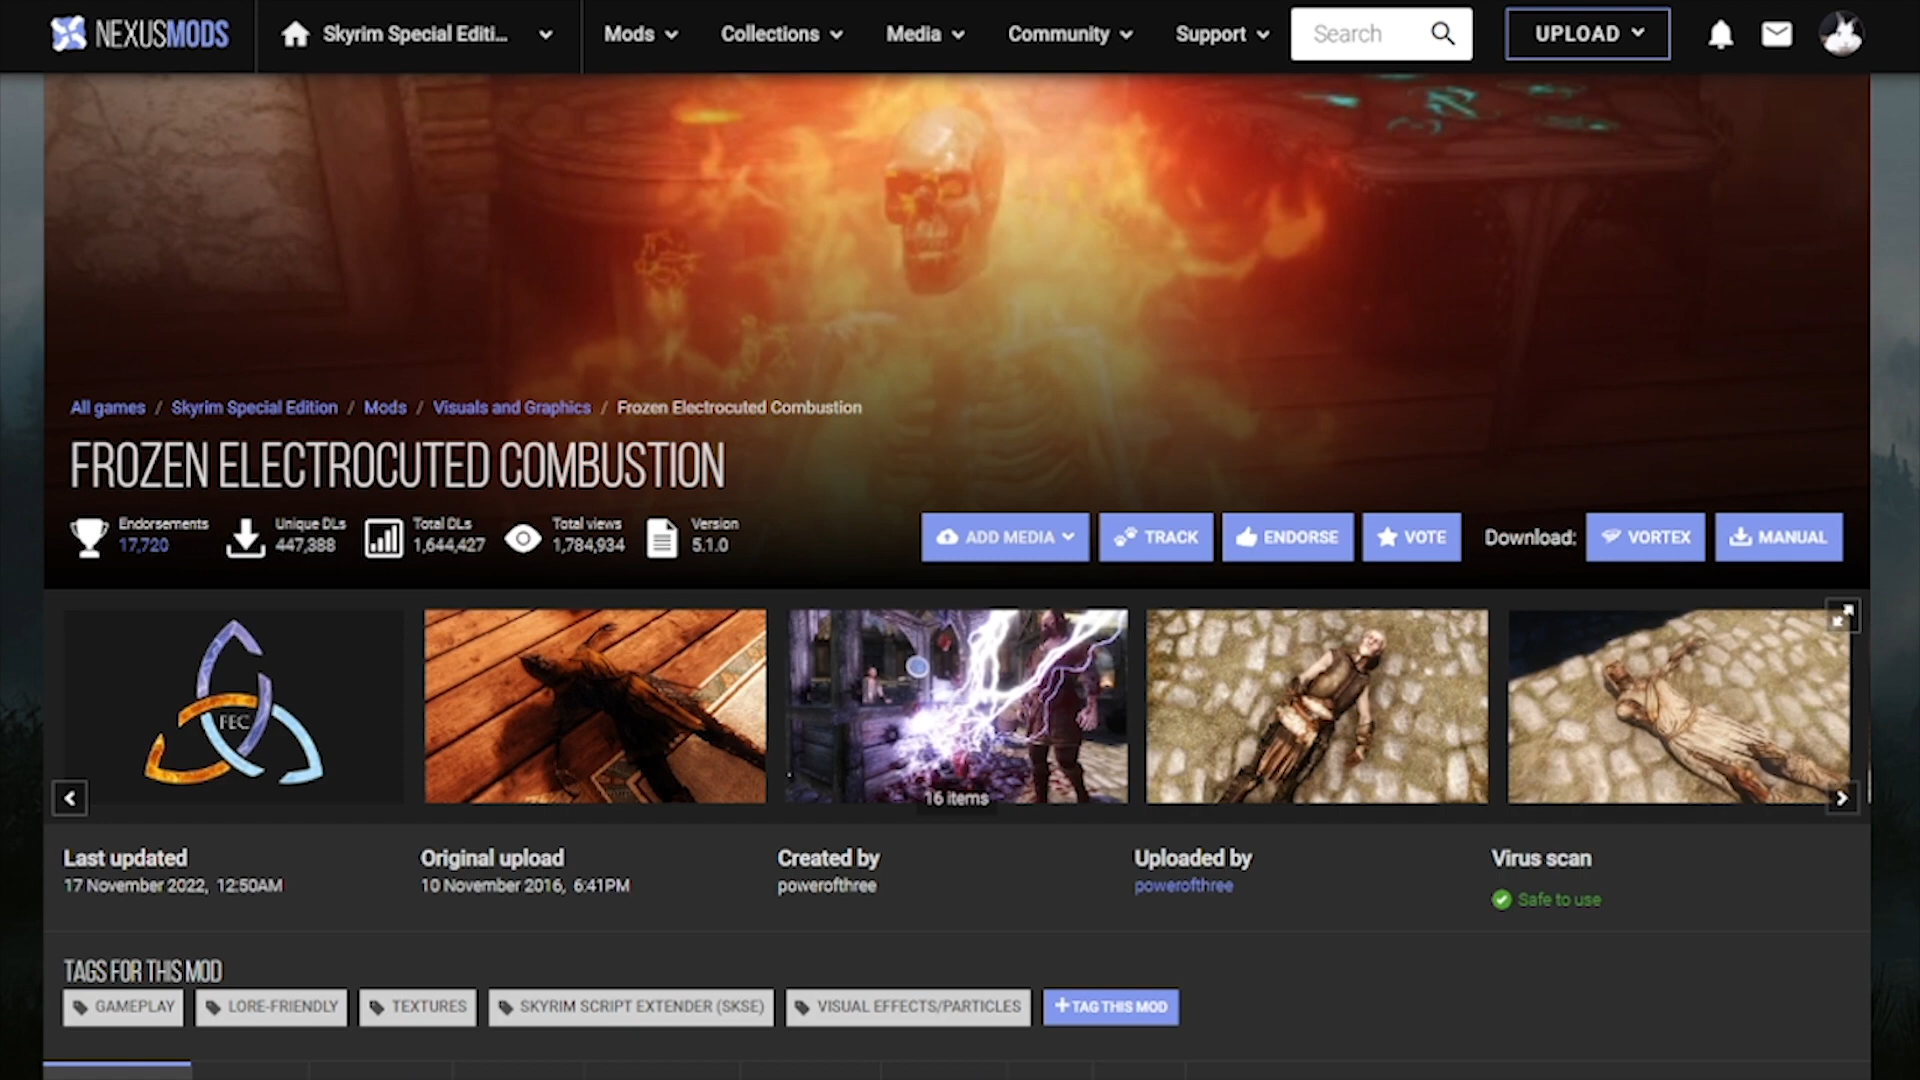 NEXUSMODS
Skyrim Special Editi...
Mods
Collections
Media
Community
Support
Search
UPLOAD
All games / Skyrim Special Edition / Mods / Visuals and Graphics / Frozen Electrocuted Combustion
FROZEN ELECTROCUTED COMBUSTION
Endorsements
17,720
Unique DLs
447,388
Total DLs
1,644,427
Total views
1,784,934
Version
5.1.0
ADD MEDIA
TRACK
ENDORSE
VOTE
Download:
VORTEX
MANUAL
FEC
16 items
Last updated
17 November 2022, 12:50AM
Original upload
10 November 2016, 6:41PM
Created by
powerofthree
Uploaded by
powerofthree
Virus scan
Safe to use
TAGS FOR THIS MOD
GAMEPLAY
LORE-FRIENDLY
TEXTURES
SKYRIM SCRIPT EXTENDER (SKSE)
VISUAL EFFECTS/PARTICLES
+TAG THIS MOD